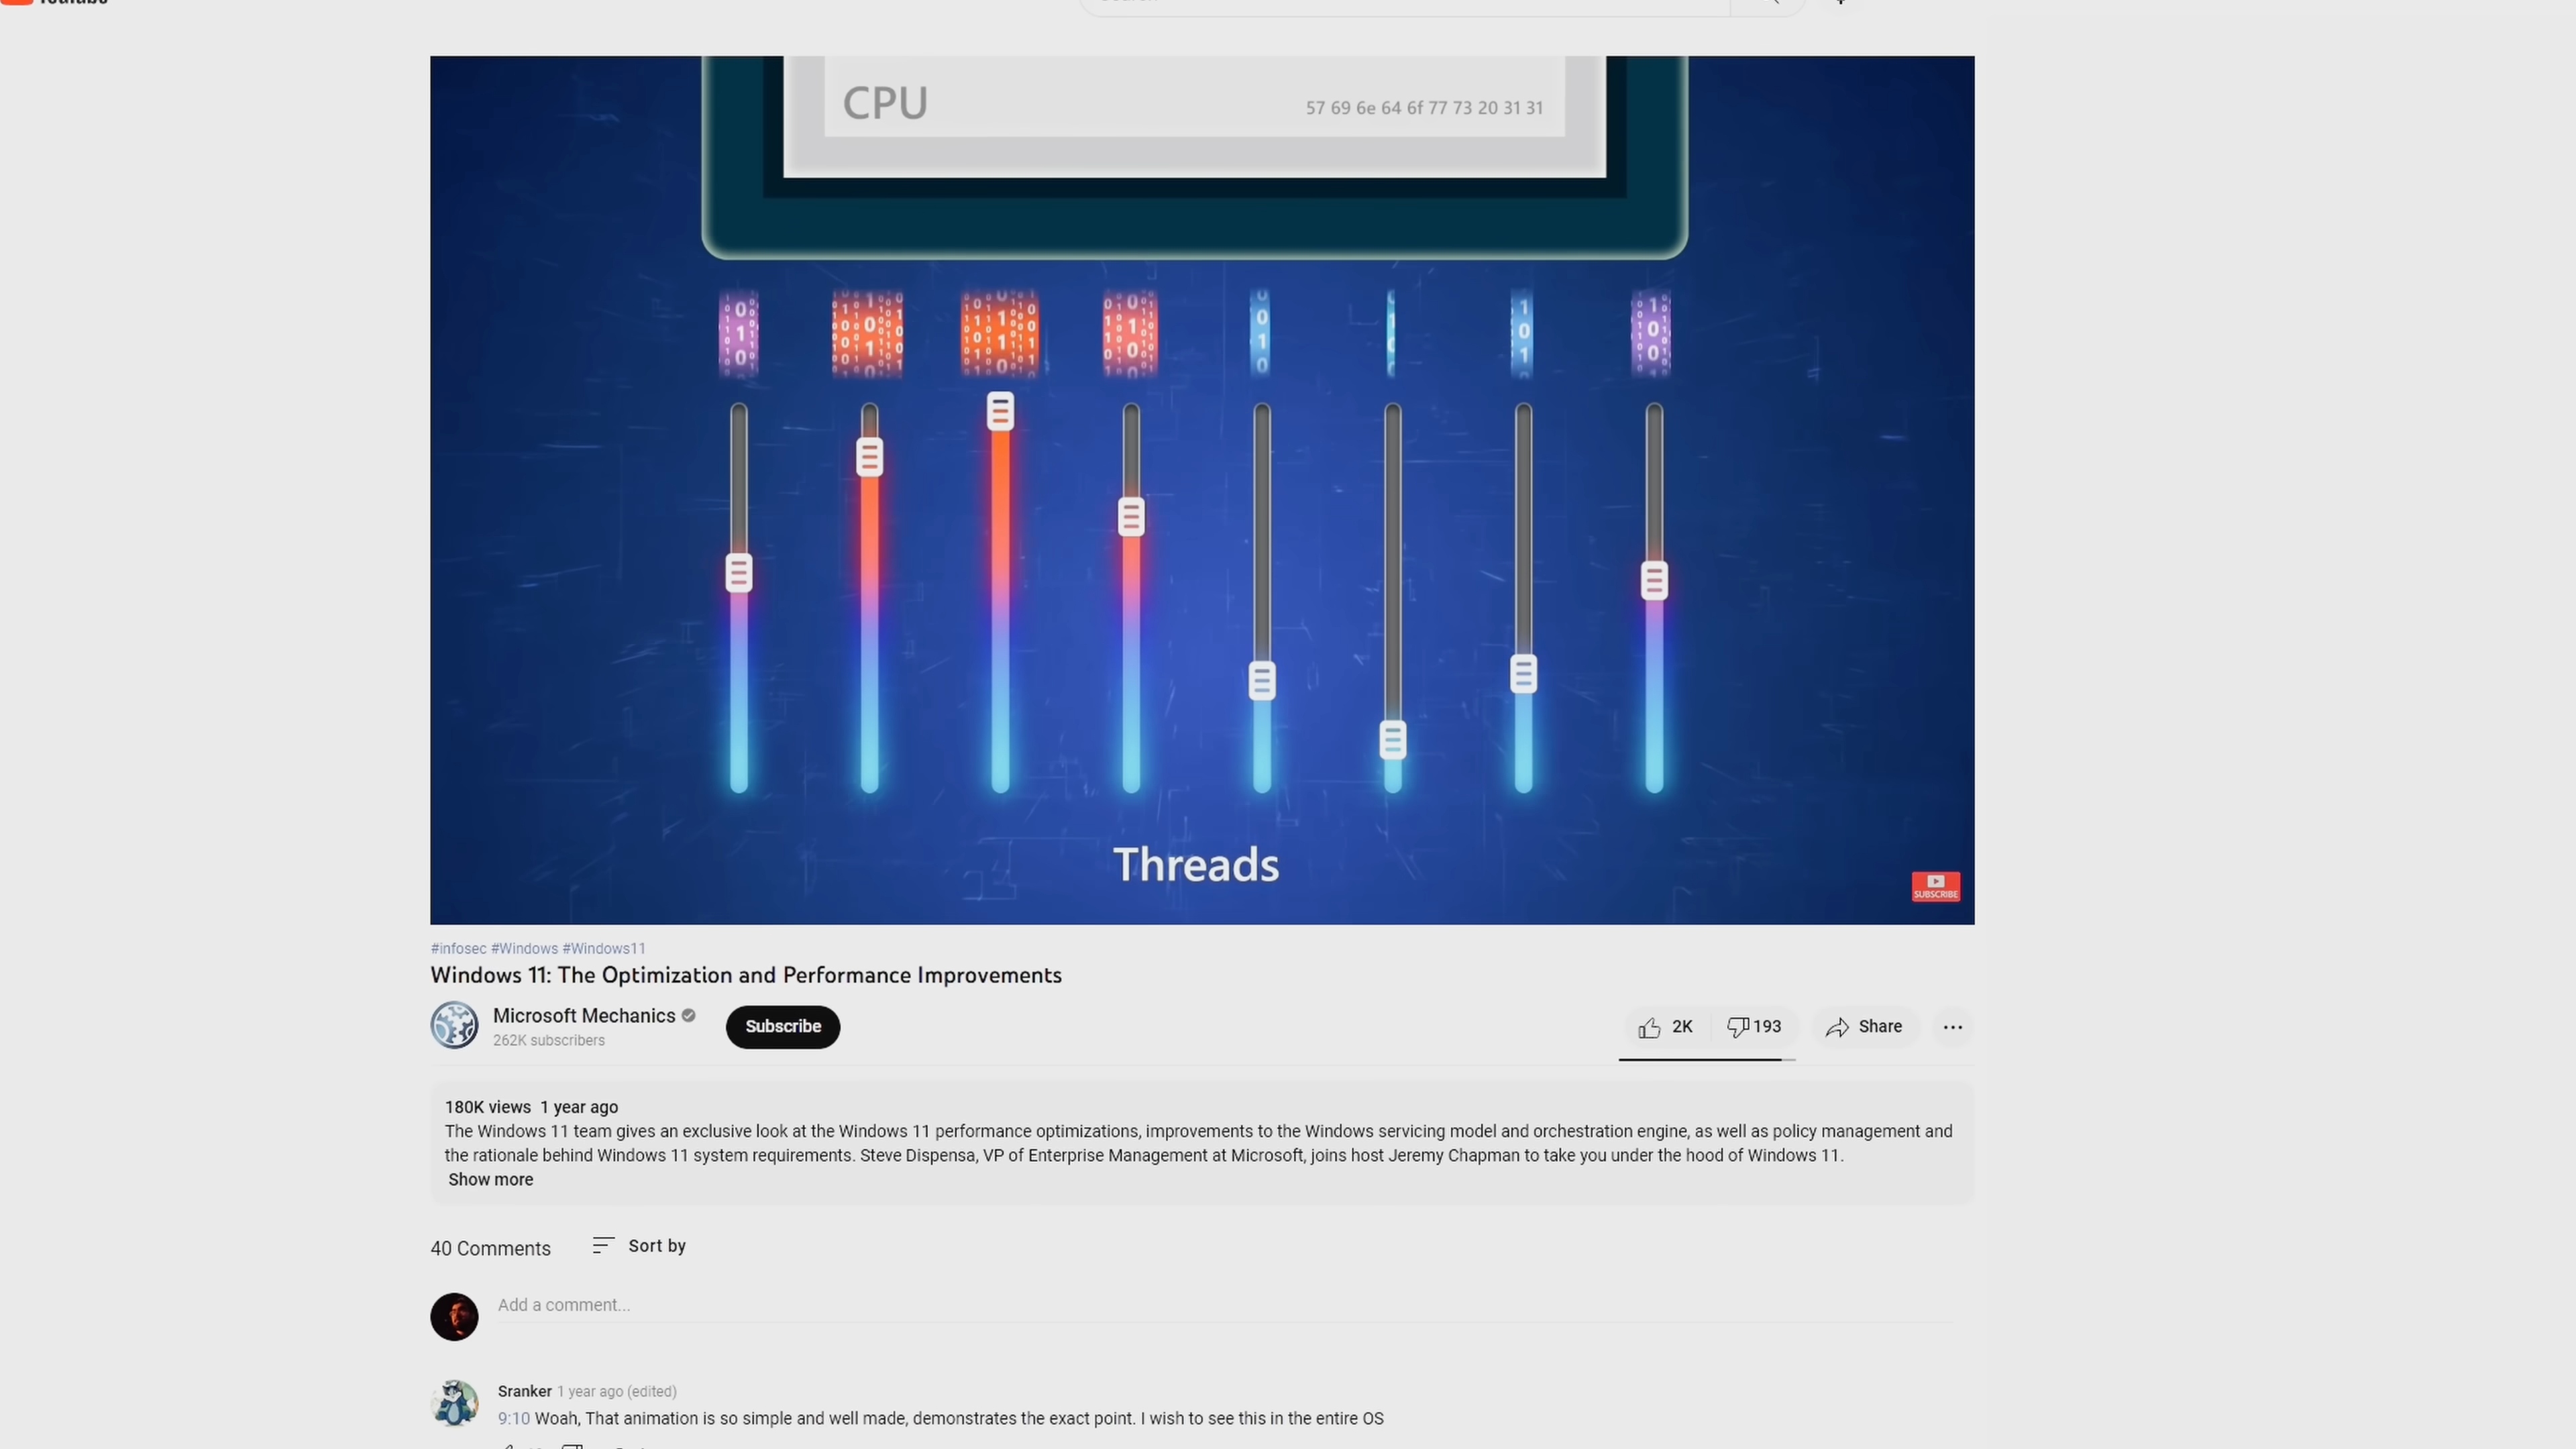 CPU
57 69 6e 64 6f 77 73 20 31 31
Threads
SUBSCRIBE
#infosec #Windows #Windows11
Windows 11: The Optimization and Performance Improvements
Microsoft Mechanics
262K subscribers
Subscribe
2K
193
Share
180K views 1 year ago
The Windows 11 team gives an exclusive look at the Windows 11 performance optimizations, improvements to the Windows servicing model and orchestration engine, as well as policy management and
the rationale behind Windows 11 system requirements. Steve Dispensa, VP of Enterprise Management at Microsoft, joins host Jeremy Chapman to take you under the hood of Windows 11.
Show more
40 Comments
Sort by
Add a comment...
Sranker 1 year ago (edited)
9:10 Woah, That animation is so simple and well made, demonstrates the exact point. I wish to see this in the entire OS